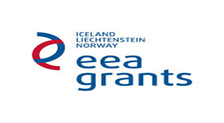 ICELAND
LIECHTENSTEIN
NORWAY
eea
grants